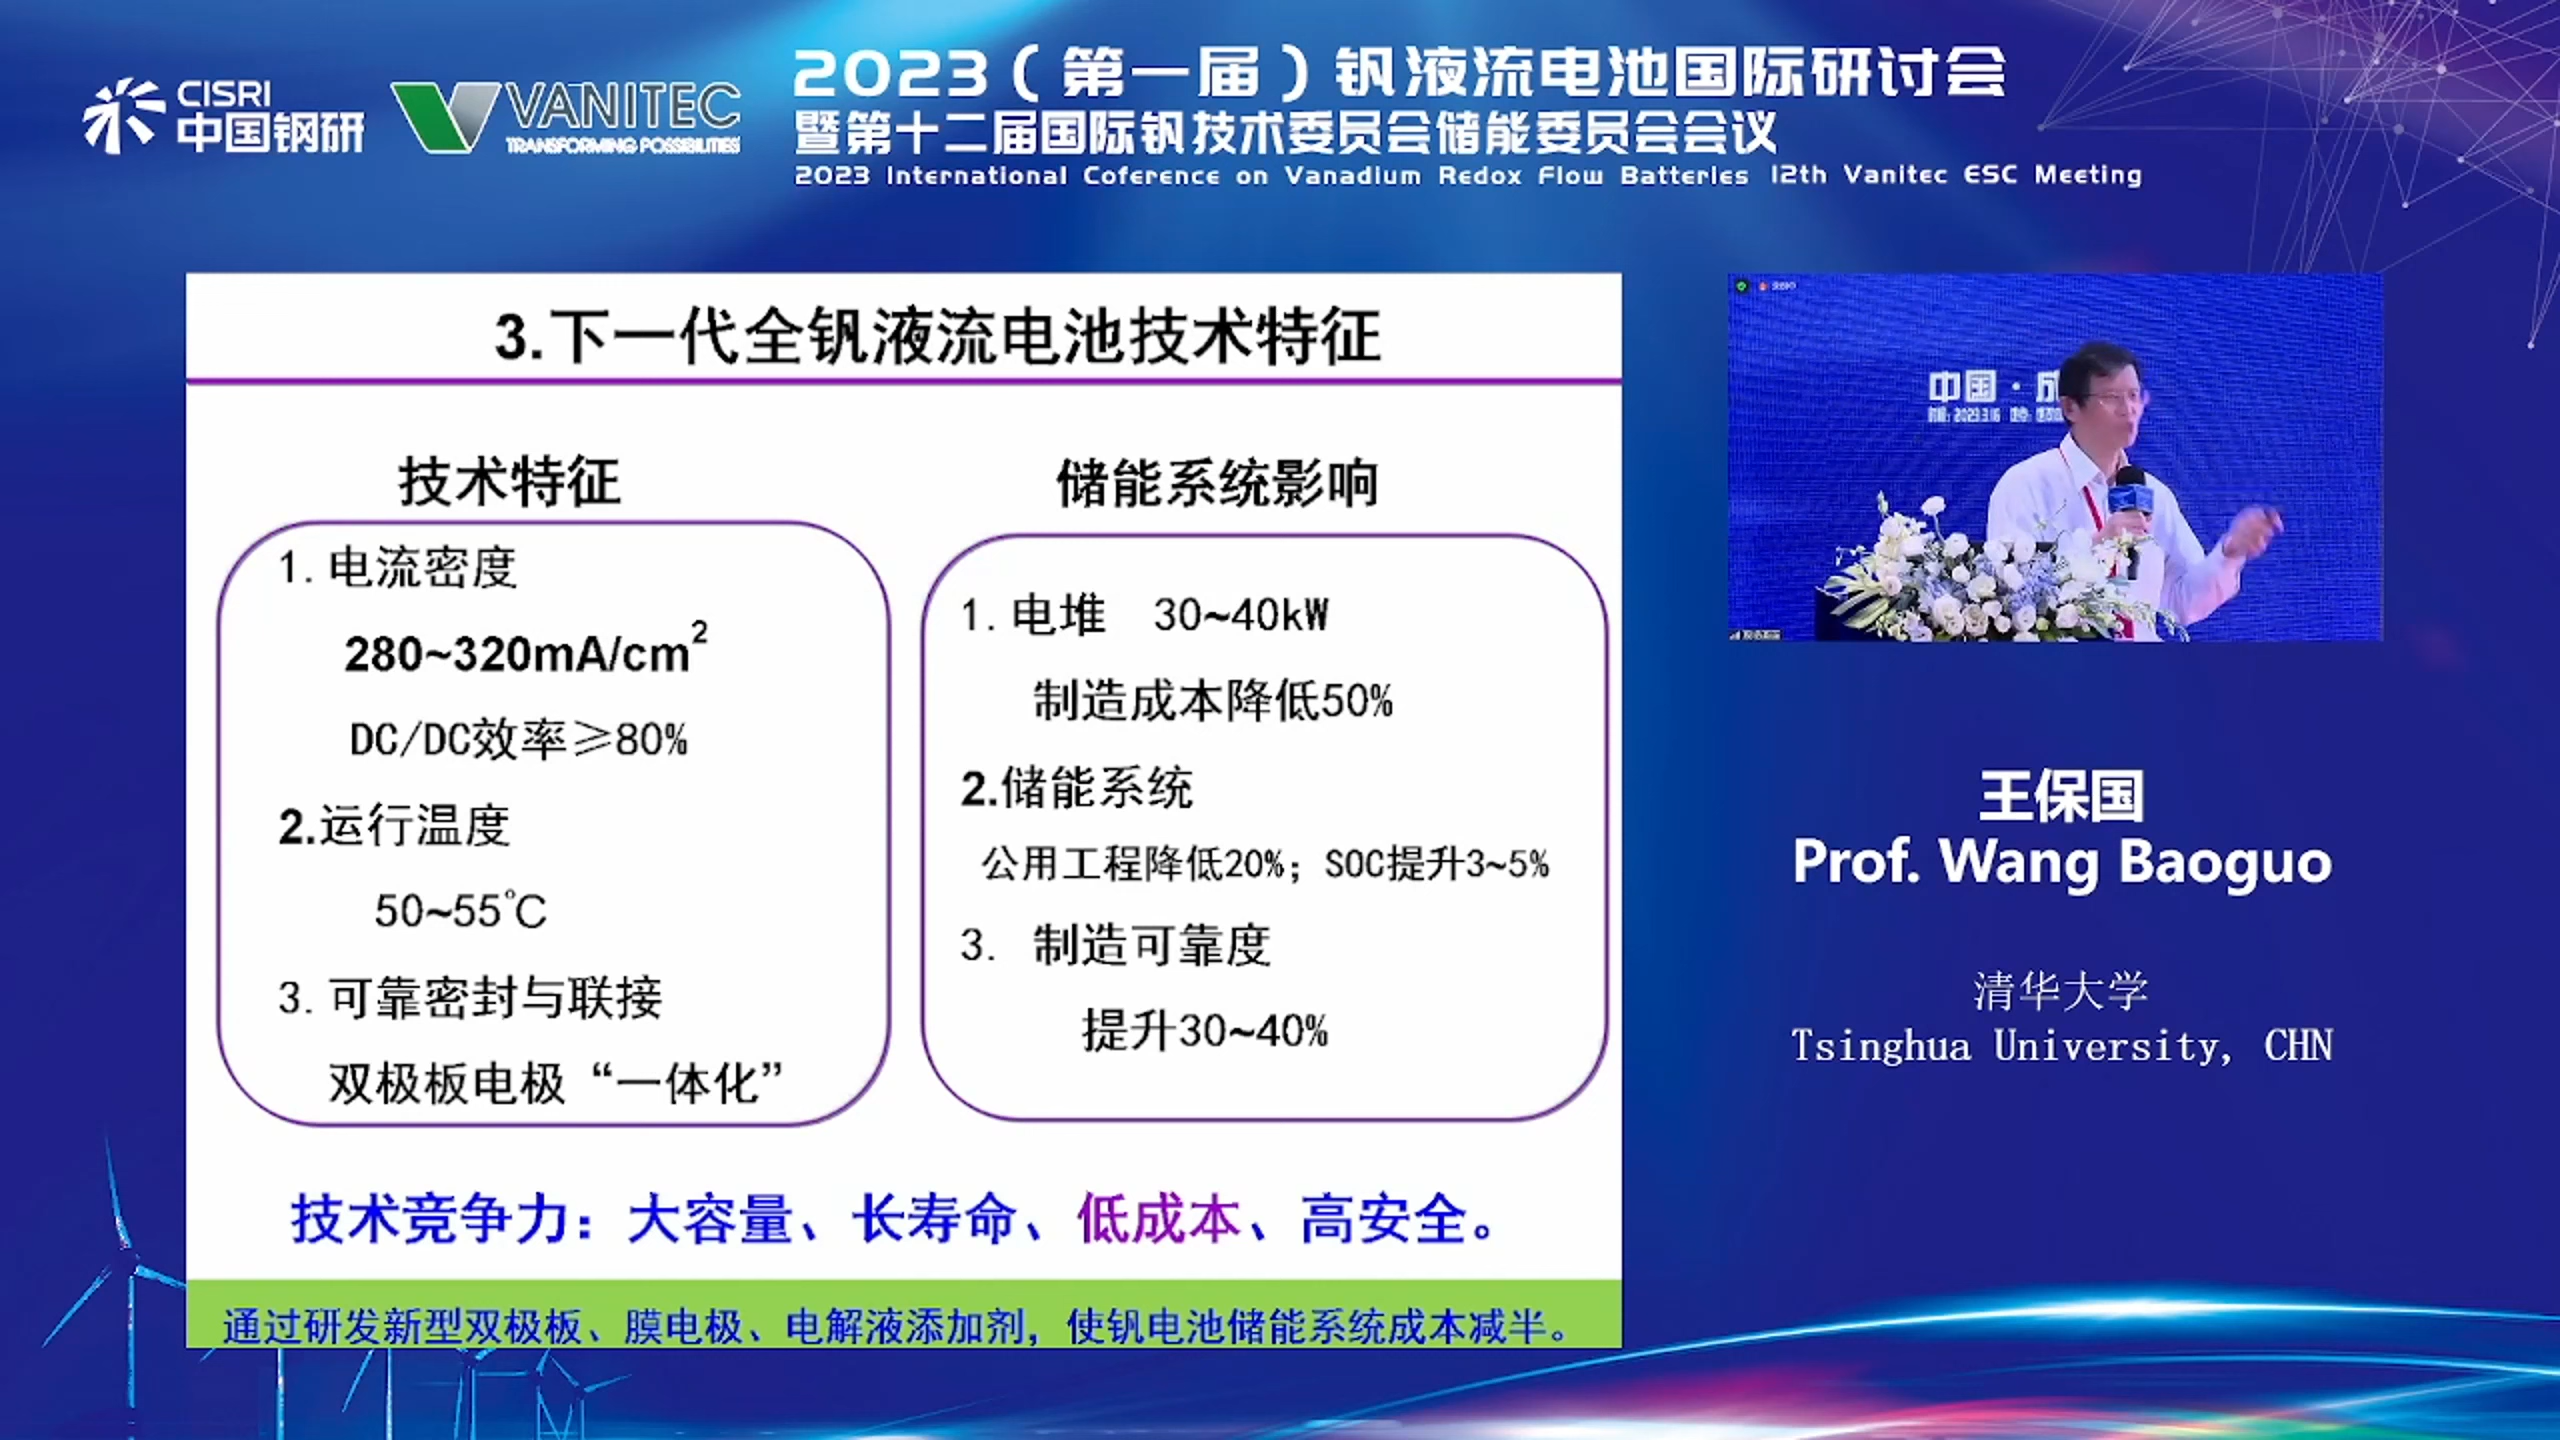 CISRI
中国钢研
VANITEC
TRANSFORMING POSSIBILITIES
2023（第一届）钒液流电池国际研讨会
暨第十二届国际钒技术委员会储能委员会会议
2023 International Coference on Vanadium Redox Flow Batteries 12th Vanitec ESC Meeting
3.下一代全钒液流电池技术特征
技术特征
1. 电流密度
280~320mA/cm²
DC/DC效率≥80%
2.运行温度
50~55℃
3. 可靠密封与联接
双极板电极“一体化”
储能系统影响
1. 电堆 30~40kW
制造成本降低50%
2.储能系统
公用工程降低20%；SOC提升3~5%
3. 制造可靠度
提升30~40%
技术竞争力：大容量、长寿命、低成本、高安全。
通过研发新型双极板、膜电极、电解液添加剂，使钒电池储能系统成本减半。
中国·成
2023.3.16
王保国
Prof. Wang Baoguo
清华大学
Tsinghua University, CHN